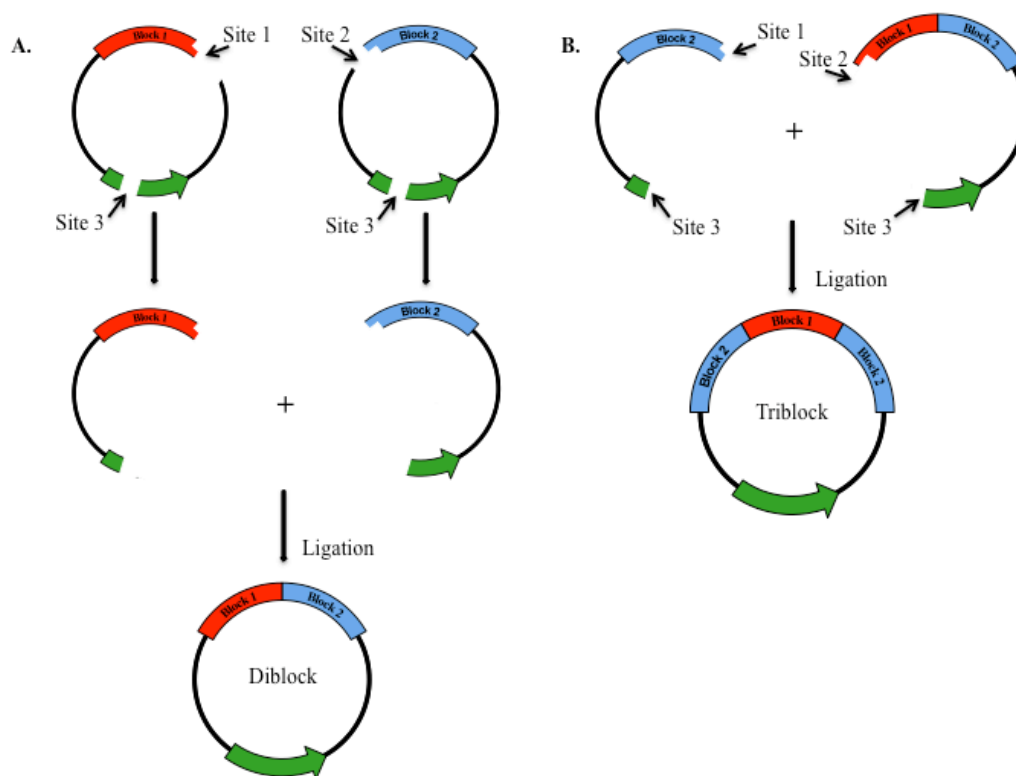 A.
Block 1
Site 1
Site 2
Block 2
Site 3
Site 3
Block 1
Block 2
+
Ligation
Block 1
Block 2
Diblock
B.
Block 2
Site 1
Site 2
Block 1
Block 2
+
Site 3
Site 3
Ligation
Block 2
Block 1
Block 2
Triblock